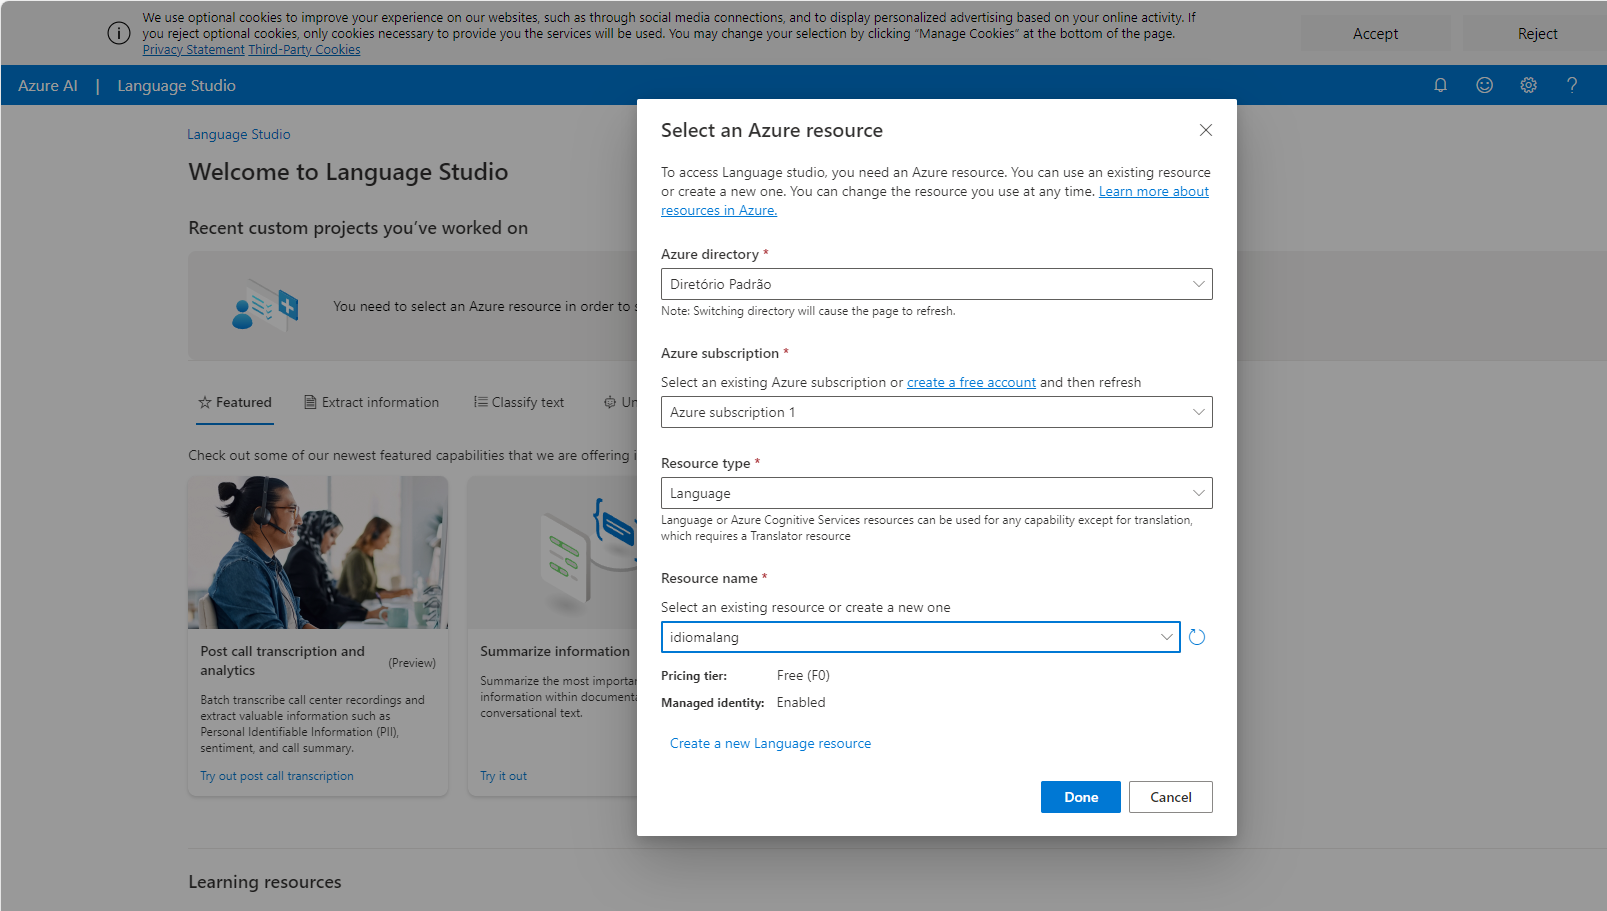 We use optional cookies to improve your experience on our websites, such as through social media connections, and to display personalized advertising based on your online activity. If
you reject optional cookies, only cookies necessary to provide you the services will be used. You may change your selection by clicking “Manage Cookies” at the bottom of the page.
Privacy Statement Third-Party Cookies
Accept
Reject
Azure AI | Language Studio
Language Studio
Welcome to Language Studio
Recent custom projects you’ve worked on
You need to select an Azure resource in order to s
Featured
Extract information
Classify text
Un
Check out some of our newest featured capabilities that we are offering i
Post call transcription and
analytics
(Preview)
Batch transcribe call center recordings and
extract valuable information such as
Personal Identifiable Information (PII),
sentiment, and call summary.
Try out post call transcription
Summarize information
Summarize the most importa
information within documenta
conversational text.
Try it out
Learning resources
Select an Azure resource
To access Language studio, you need an Azure resource. You can use an existing resource
or create a new one. You can change the resource you use at any time. Learn more about
resources in Azure.
Azure directory *
Diretório Padrão
Note: Switching directory will cause the page to refresh.
Azure subscription *
Select an existing Azure subscription or create a free account and then refresh
Azure subscription 1
Resource type *
Language
Language or Azure Cognitive Services resources can be used for any capability except for translation,
which requires a Translator resource
Resource name *
Select an existing resource or create a new one
idiomalang
Pricing tier: Free (F0)
Managed identity: Enabled
Create a new Language resource
Done
Cancel